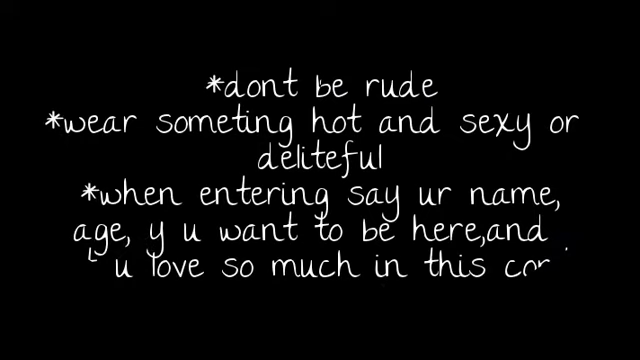 *dont be rude
*wear someting hot and sexy or
deliteful
*when entering say ur name,
age, y u want to be here,and
u love so much in this